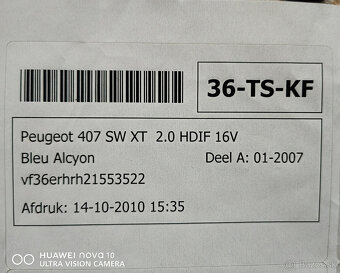 36-TS-KF
Peugeot 407 SW XT 2.0 HDIF 16V
Bleu Alcyon Deel A: 01-2007
vf36erhrh21553522
Afdruk: 14-10-2010 15:35
HUAWEI nova 10
ULTRA VISION CAMERA